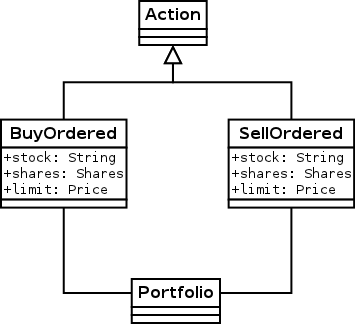 Action
BuyOrdered
+stock: String
+shares: Shares
+limit: Price
SellOrdered
+stock: String
+shares: Shares
+limit: Price
Portfolio